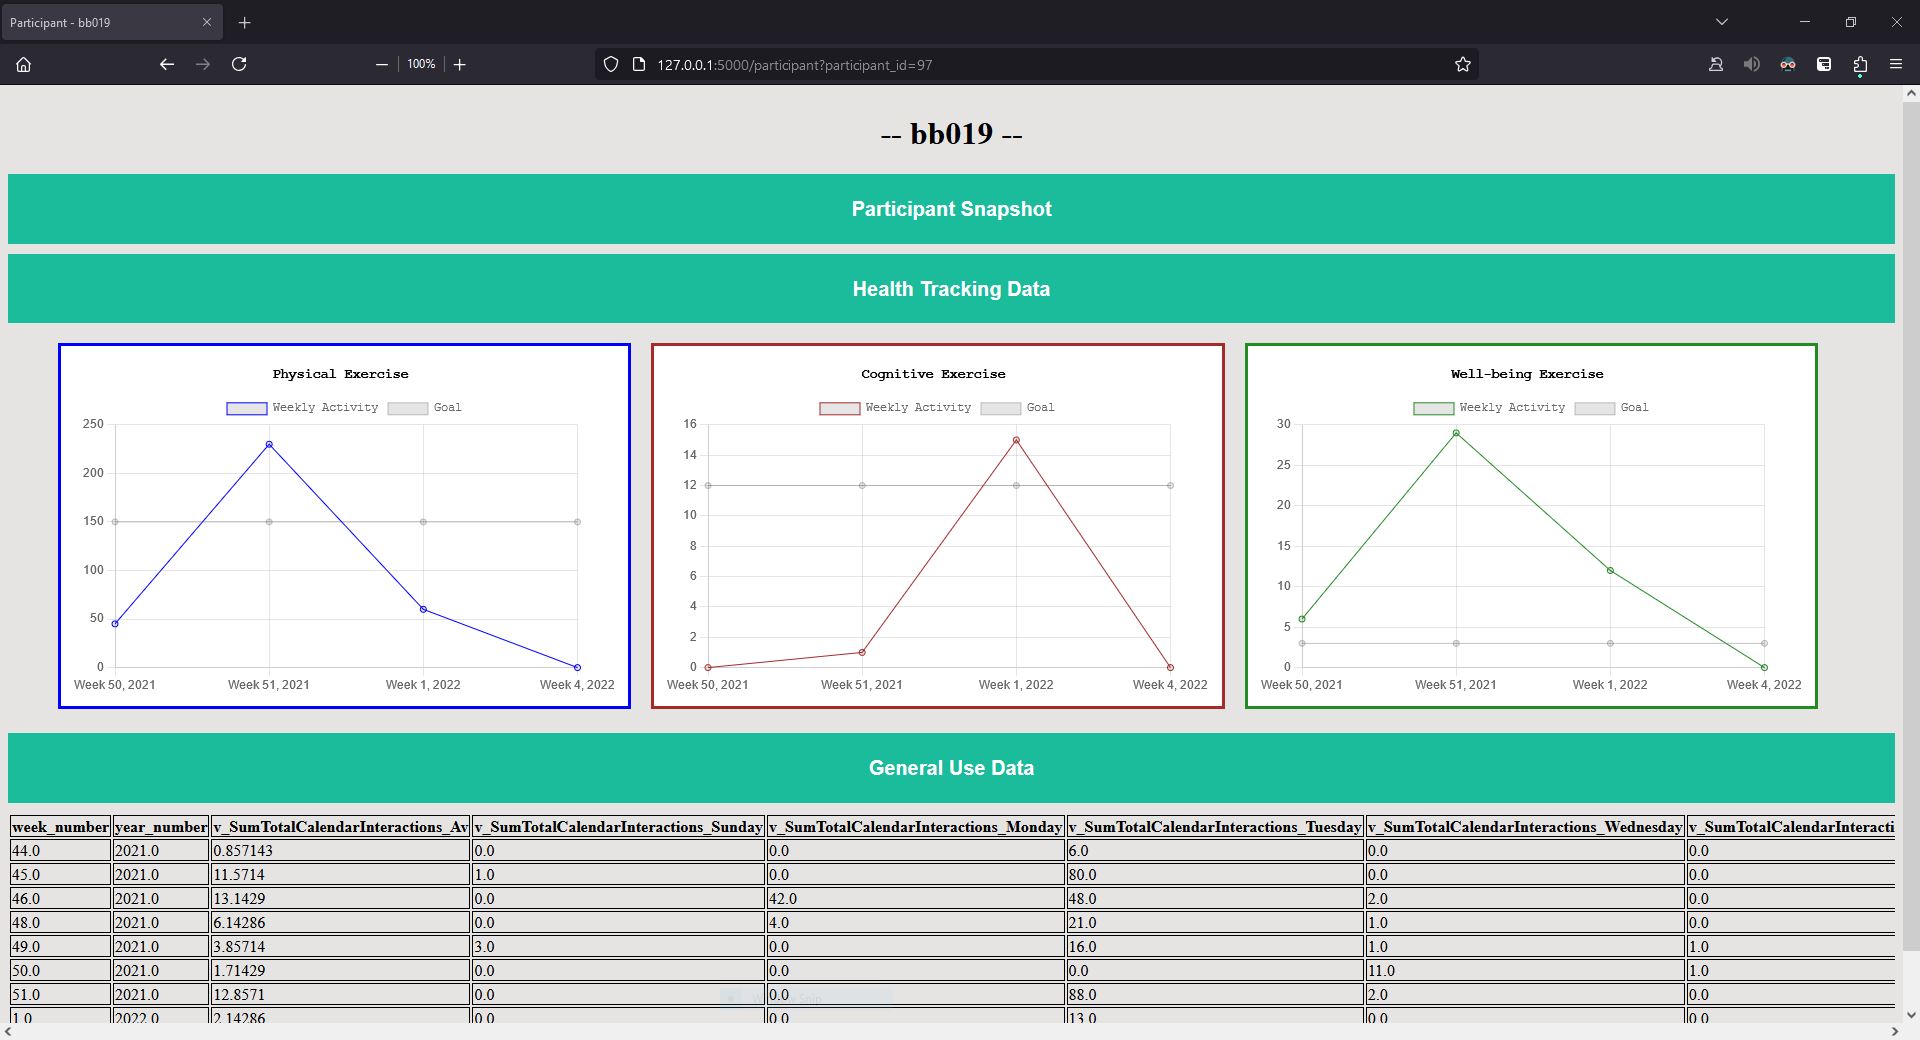 Participant - bb019
100%
127.0.0.1:5000/participant?participant_id=97
-- bb019 --
Participant Snapshot
Health Tracking Data
Physical Exercise
Weekly Activity Goal
250
200
150
100
50
0
Week 50, 2021 Week 51, 2021 Week 1, 2022 Week 4, 2022
Cognitive Exercise
Weekly Activity Goal
16
14
12
10
8
6
4
2
0
Week 50, 2021 Week 51, 2021 Week 1, 2022 Week 4, 2022
Well-being Exercise
Weekly Activity Goal
30
25
20
15
10
5
0
Week 50, 2021 Week 51, 2021 Week 1, 2022 Week 4, 2022
General Use Data
week_number year_number v_SumTotalCalendarInteractions_Av v_SumTotalCalendarInteractions_Sunday v_SumTotalCalendarInteractions_Monday v_SumTotalCalendarInteractions_Tuesday v_SumTotalCalendarInteractions_Wednesday v_SumTotalCalendarInteracti
44.0 2021.0 0.857143 0.0 0.0 6.0 0.0 0.0
45.0 2021.0 11.5714 1.0 0.0 80.0 0.0 0.0
46.0 2021.0 13.1429 0.0 42.0 48.0 2.0 0.0
48.0 2021.0 6.14286 0.0 4.0 21.0 1.0 0.0
49.0 2021.0 3.85714 3.0 0.0 16.0 1.0 1.0
50.0 2021.0 1.71429 0.0 0.0 0.0 11.0 1.0
51.0 2021.0 12.8571 0.0 0.0 88.0 2.0 0.0
1.0 2022.0 2.14286 0.0 0.0 13.0 0.0 0.0